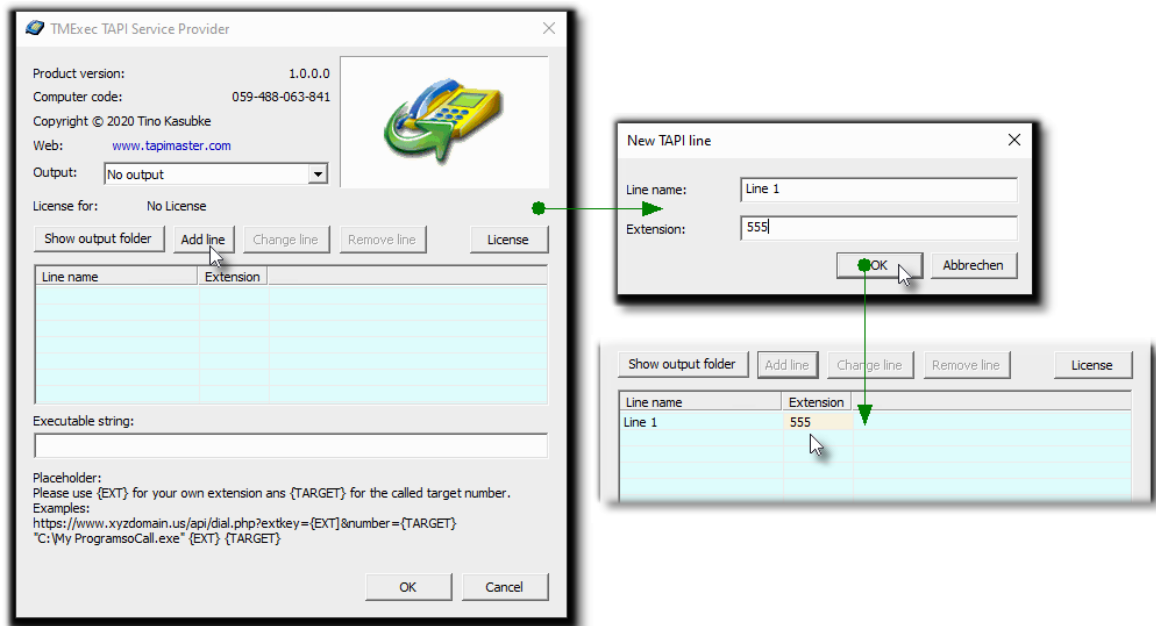 TMExec TAPI Service Provider
Product version: 1.0.0.0
Computer code: 059-488-063-841
Copyright © 2020 Tino Kasubke
Web: www.tapimaster.com
Output: No output
License for: No License
Show output folder Add line Change line Remove line License
Line name Extension
Executable string:
Placeholder:
Please use {EXT} for your own extension ans {TARGET} for the called target number.
Examples:
https://www.xyzdomain.us/api/dial.php?extkey={EXT]&number={TARGET}
"C:\My ProgramsoCall.exe" {EXT} {TARGET}
OK Cancel
New TAPI line
Line name: Line 1
Extension: 555
OK Abbrechen
Show output folder Add line Change line Remove line License
Line name Extension
Line 1 555